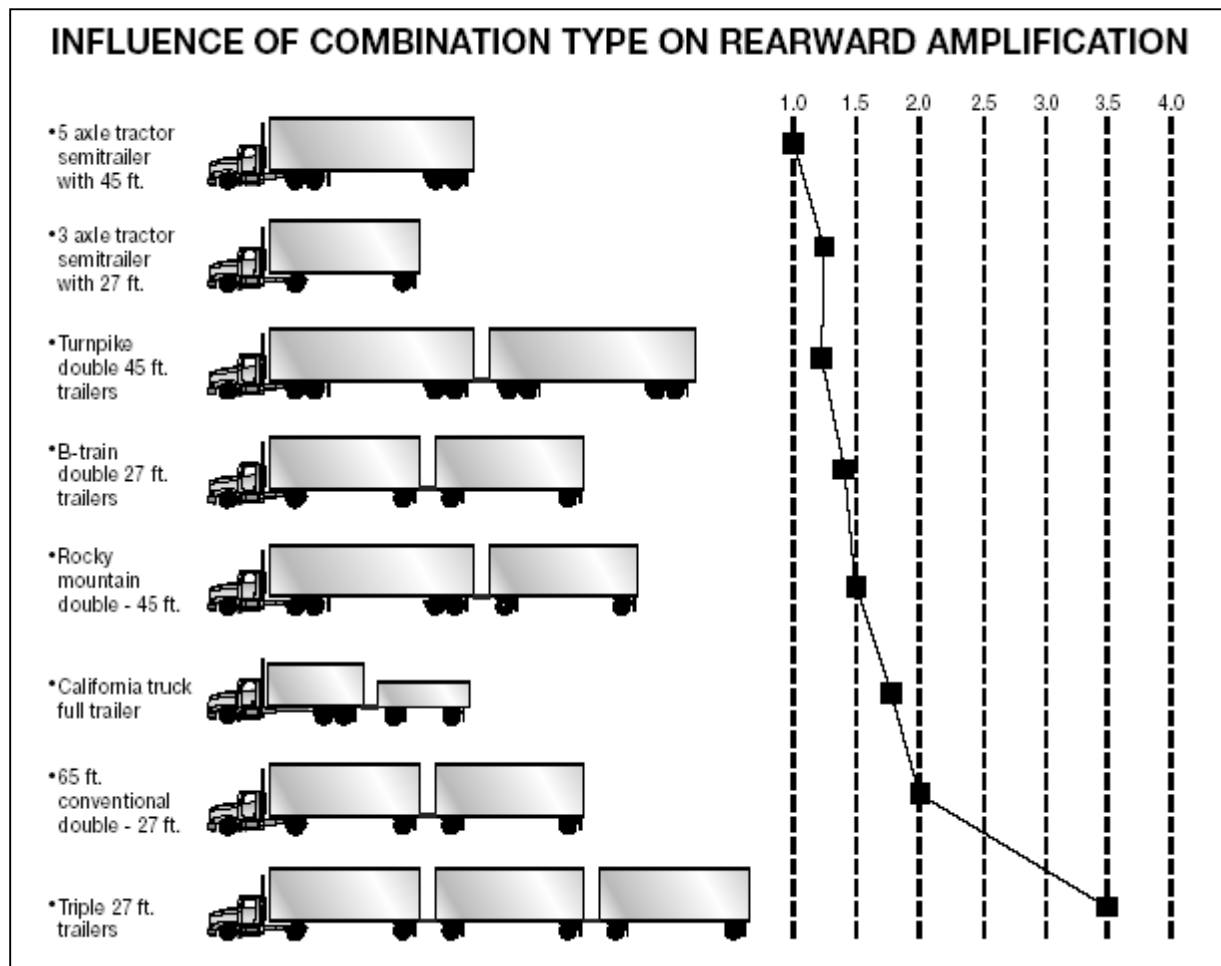 INFLUENCE OF COMBINATION TYPE ON REARWARD AMPLIFICATION
1.0 1.5 2.0 2.5 3.0 3.5 4.0
•5 axle tractor
semitrailer
with 45 ft.
•3 axle tractor
semitrailer
with 27 ft.
•Turnpike
double 45 ft.
trailers
•B-train
double 27 ft.
trailers
•Rocky
mountain
double - 45 ft.
•California truck
full trailer
•65 ft.
conventional
double - 27 ft.
•Triple 27 ft.
trailers